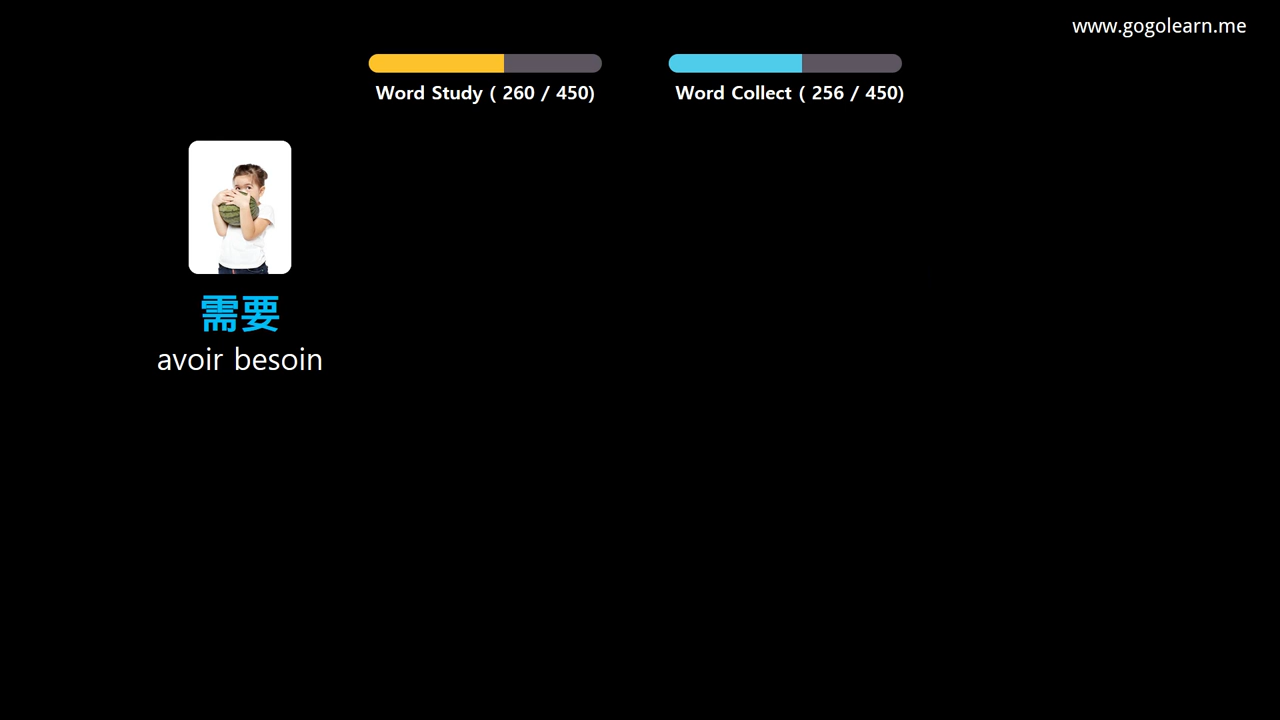 www.gogolearn.me
Word Study ( 260 / 450)
Word Collect ( 256 / 450)
需要
avoir besoin